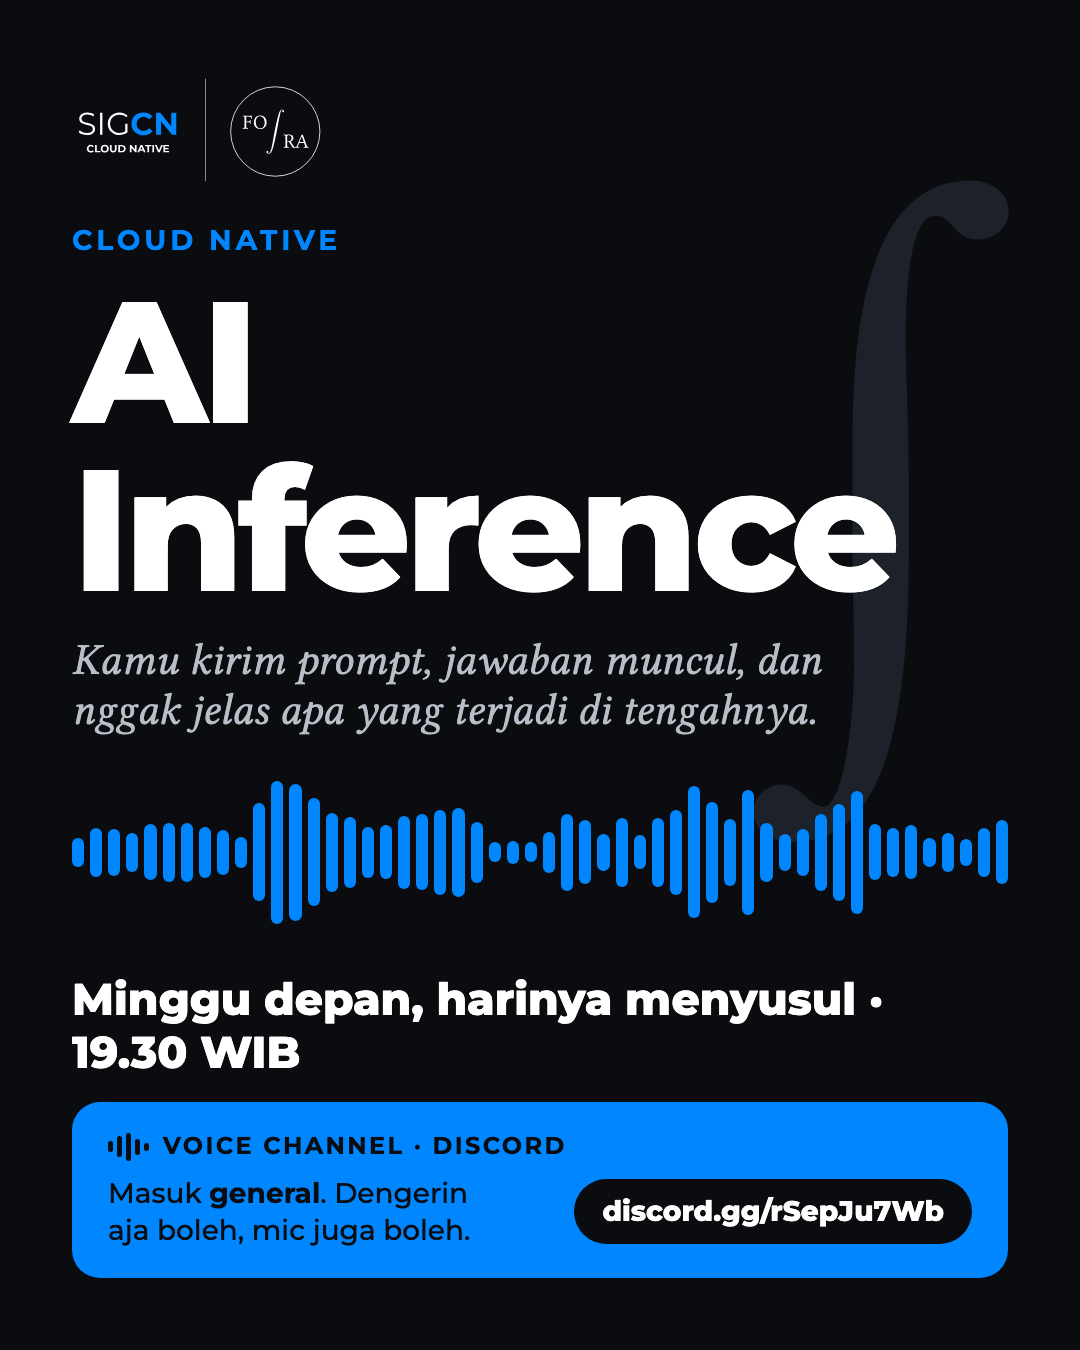 SIGCN
CLOUD NATIVE
FO∫RA
CLOUD NATIVE
AI
Inference
Kamu kirim prompt, jawaban muncul, dan
nggak jelas apa yang terjadi di tengahnya.
Minggu depan, harinya menyusul ·
19.30 WIB
VOICE CHANNEL · DISCORD
Masuk general. Dengerin
aja boleh, mic juga boleh.
discord.gg/rSepJu7Wb